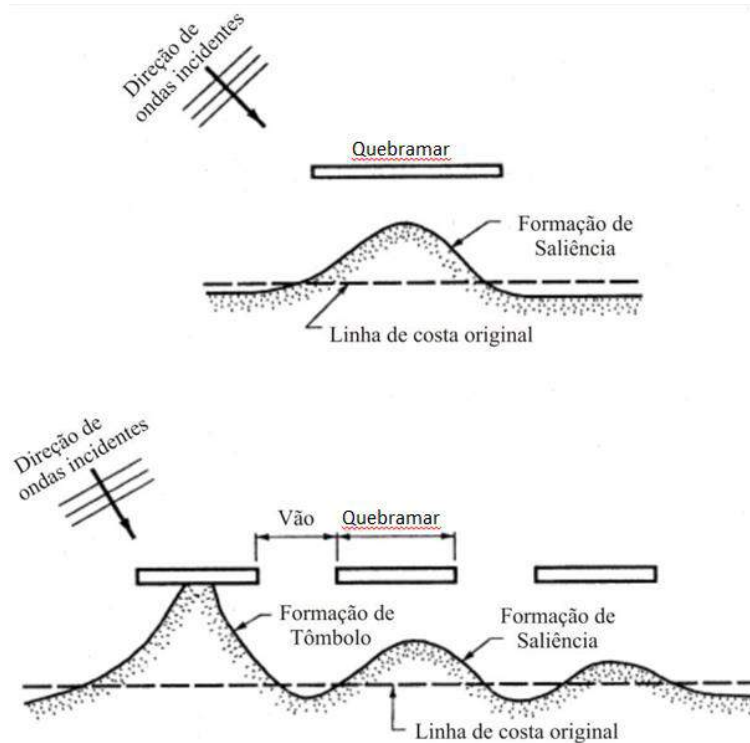 Direção de
ondas incidentes
Quebramar
Formação de
Saliência
Linha de costa original
Direção de
ondas incidentes
Vão
Quebramar
Formação de
Tômbolo
Formação de
Saliência
Linha de costa original